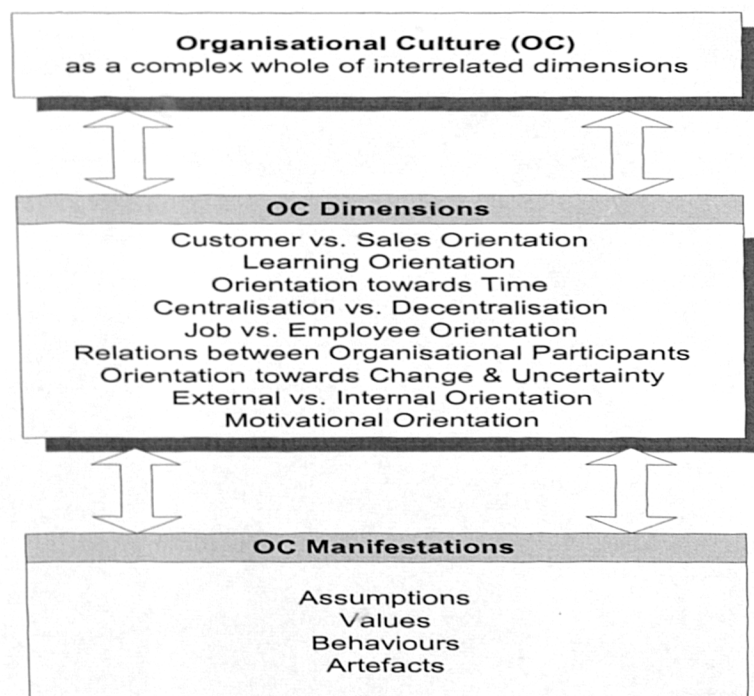 Organisational Culture (OC)
as a complex whole of interrelated dimensions
OC Dimensions
Customer vs. Sales Orientation
Learning Orientation
Orientation towards Time
Centralisation vs. Decentralisation
Job vs. Employee Orientation
Relations between Organisational Participants
Orientation towards Change & Uncertainty
External vs. Internal Orientation
Motivational Orientation
OC Manifestations
Assumptions
Values
Behaviours
Artefacts